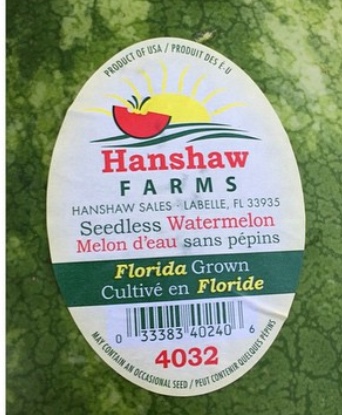 PRODUCT OF USA / PRODUIT DES É-U
Hanshaw
FARMS
HANSHAW SALES · LABELLE, FL 33935
Seedless Watermelon
Melon d'eau sans pépins
Florida Grown
Cultivé en Floride
0 33383 40240 6
4032
MAY CONTAIN AN OCCASIONAL SEED / PEUT CONTENIR QUELQUES PÉPINS